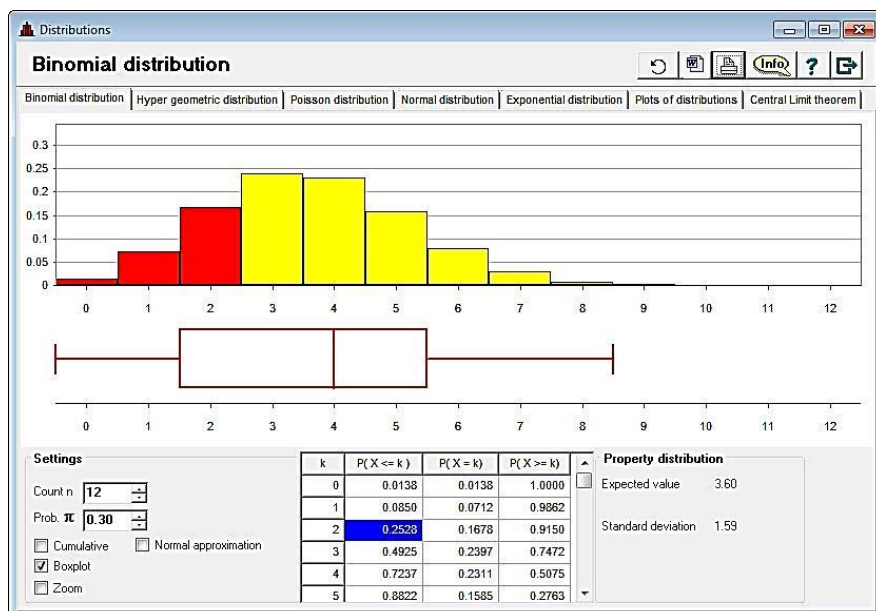 Distributions
Binomial distribution
Info ?
Binomial distribution Hyper geometric distribution Poisson distribution Normal distribution Exponential distribution Plots of distributions Central Limit theorem
0.3
0.25
0.2
0.15
0.1
0.05
0
0 1 2 3 4 5 6 7 8 9 10 11 12
0 1 2 3 4 5 6 7 8 9 10 11 12
Settings
Count n 12
Prob. π 0.30
Cumulative Normal approximation
Boxplot
Zoom
k P( X <= k ) P( X = k) P( X >= k)
0 0.0138 0.0138 1.0000
1 0.0850 0.0712 0.9862
2 0.2528 0.1678 0.9150
3 0.4925 0.2397 0.7472
4 0.7237 0.2311 0.5075
5 0.8822 0.1585 0.2763
Property distribution
Expected value 3.60
Standard deviation 1.59